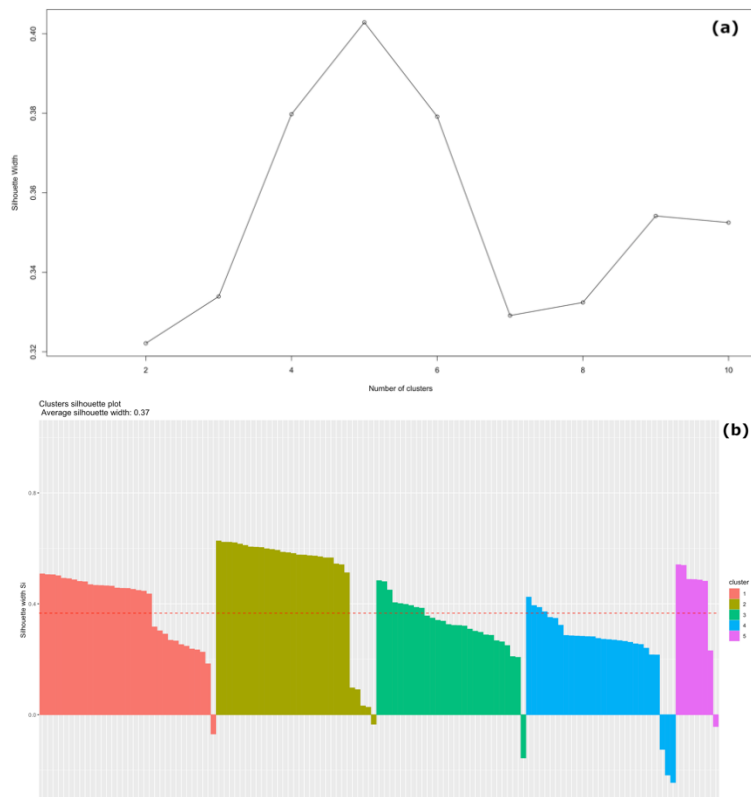 (a)
0.40
0.38
0.36
0.34
0.32
Silhouette Width
2
4
6
8
10
Number of clusters
Clusters silhouette plot
Average silhouette width: 0.37
(b)
0.4
0.0
Silhouette width Si
cluster
1
2
3
4
5